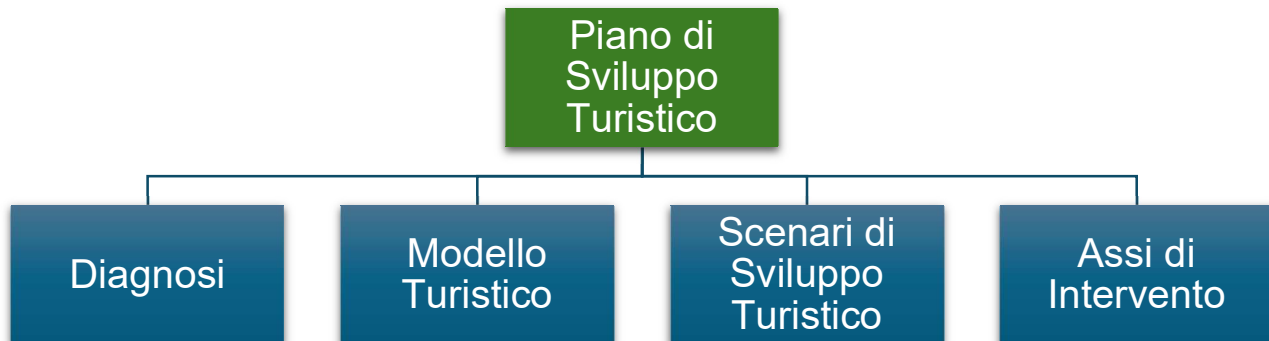 Piano di
Sviluppo
Turistico
Diagnosi
Modello
Turistico
Scenari di
Sviluppo
Turistico
Assi di
Intervento